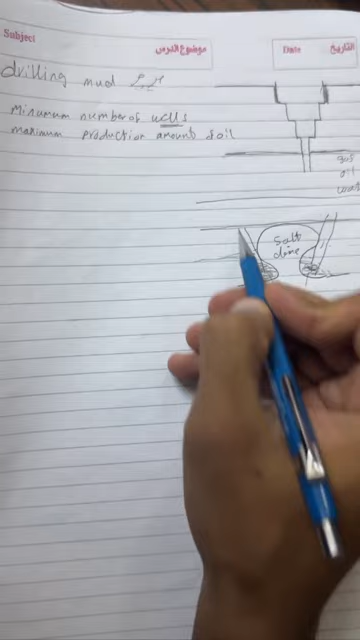 Subject
موضوع الدرس
Date
التاريخ
drilling mud
Minumum number of wells
maximum production amount of oil
gas
oil
Salt
dome